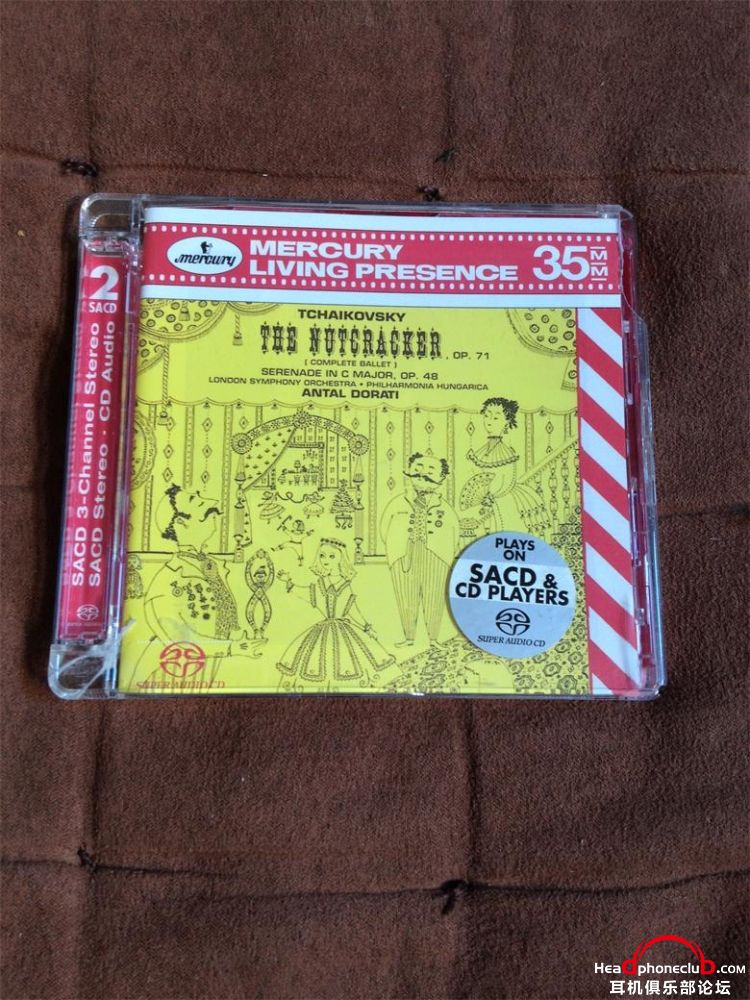 mercury
MERCURY
LIVING PRESENCE
35MM
2
SACD
SACD 3-Channel Stereo
SACD Stereo · CD Audio
TCHAIKOVSKY
THE NUTCRACKER, OP. 71
( COMPLETE BALLET )
SERENADE IN C MAJOR, OP. 48
LONDON SYMPHONY ORCHESTRA • PHILHARMONIA HUNGARICA
ANTAL DORATI
PLAYS
ON
SACD &
CD PLAYERS
SUPER AUDIO CD
SUPER AUDIO CD
HeadphoneclubD.com
耳机俱乐部论坛